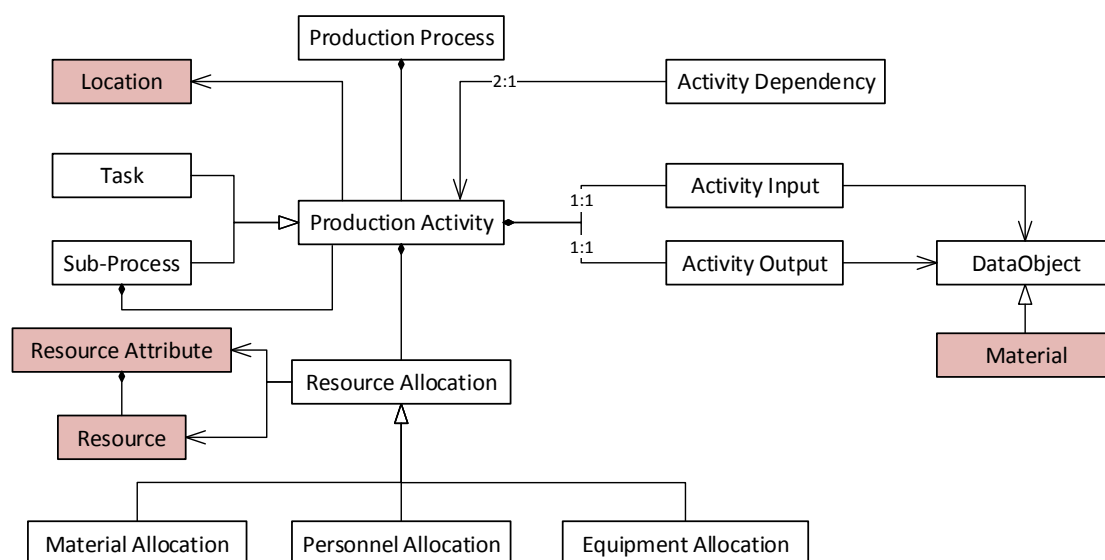 Production Process
Location
2:1
Activity Dependency
Task
Activity Input
1:1
Production Activity
1:1
Sub-Process
Activity Output
DataObject
Resource Attribute
Material
Resource Allocation
Resource
Material Allocation
Personnel Allocation
Equipment Allocation